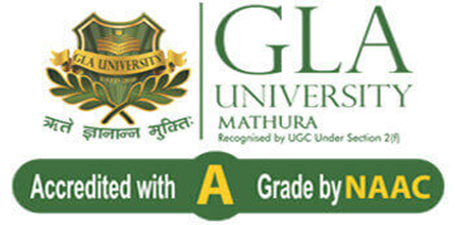 GLA UNIVERSITY
ऋते ज्ञानान्न मुक्तिः
GLA
UNIVERSITY
MATHURA
Recognised by UGC Under Section 2(f)
Accredited with A Grade by NAAC